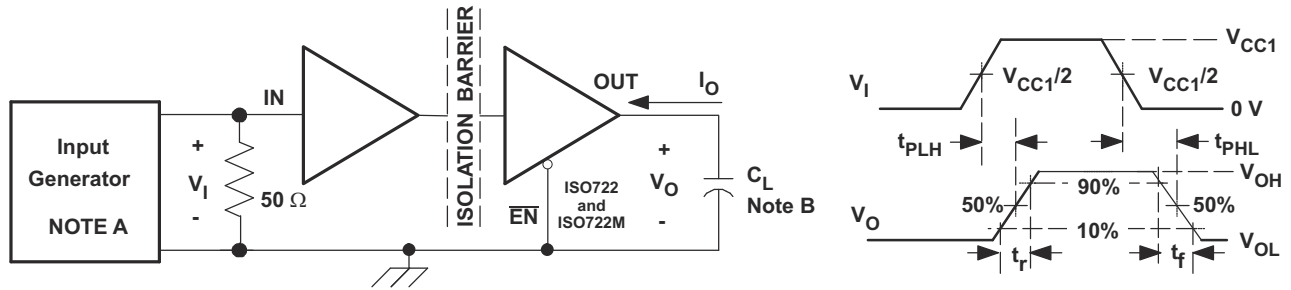 Input
Generator
NOTE A
+
V_I
-
50 Ω
IN
ISOLATION BARRIER
OUT
I_O
EN
ISO722
and
ISO722M
+
V_O
-
C_L
Note B
V_I
V_CC1/2
V_CC1/2
V_CC1
0 V
t_PLH
t_PHL
V_O
50%
90%
50%
10%
V_OH
V_OL
t_r
t_f